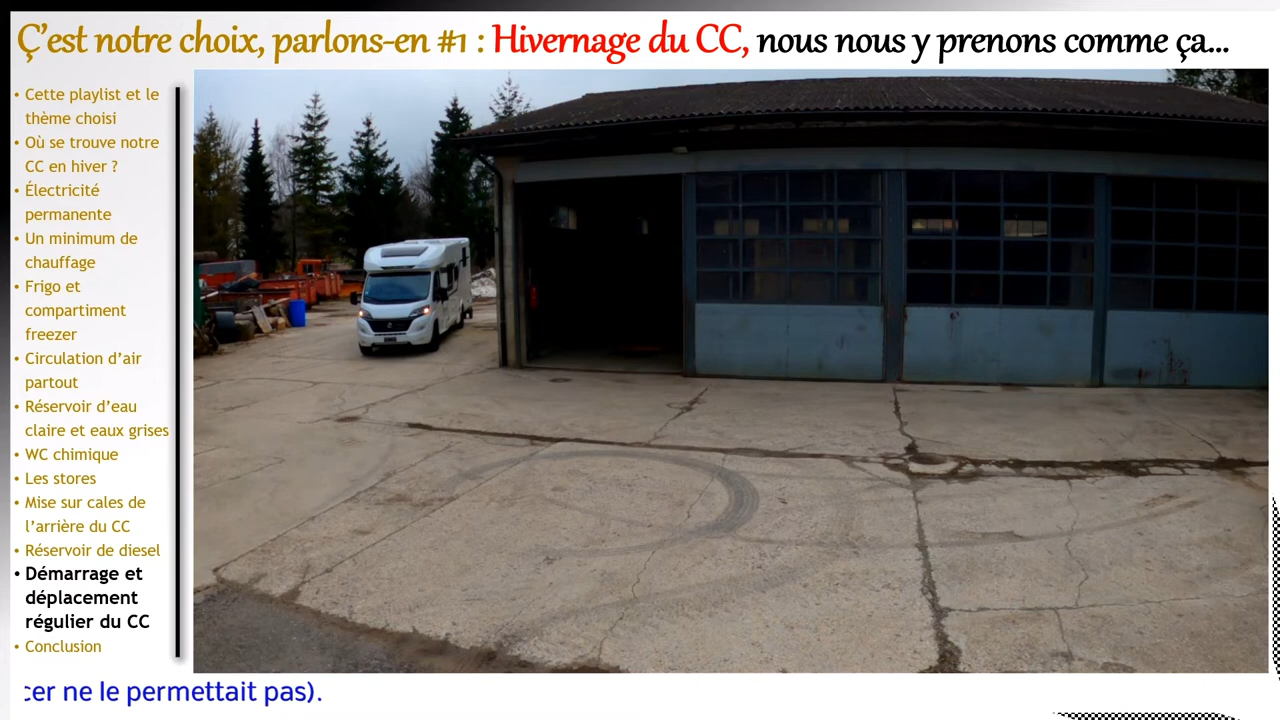 Ç'est notre choix, parlons-en #1 : Hivernage du CC, nous nous y prenons comme ça...
• Cette playlist et le
thème choisi
• Où se trouve notre
CC en hiver ?
• Électricité
permanente
• Un minimum de
chauffage
• Frigo et
compartiment
freezer
• Circulation d'air
partout
• Réservoir d'eau
claire et eaux grises
• WC chimique
• Les stores
• Mise sur cales de
l'arrière du CC
• Réservoir de diesel
• Démarrage et
déplacement
régulier du CC
• Conclusion
ne le permettait pas).